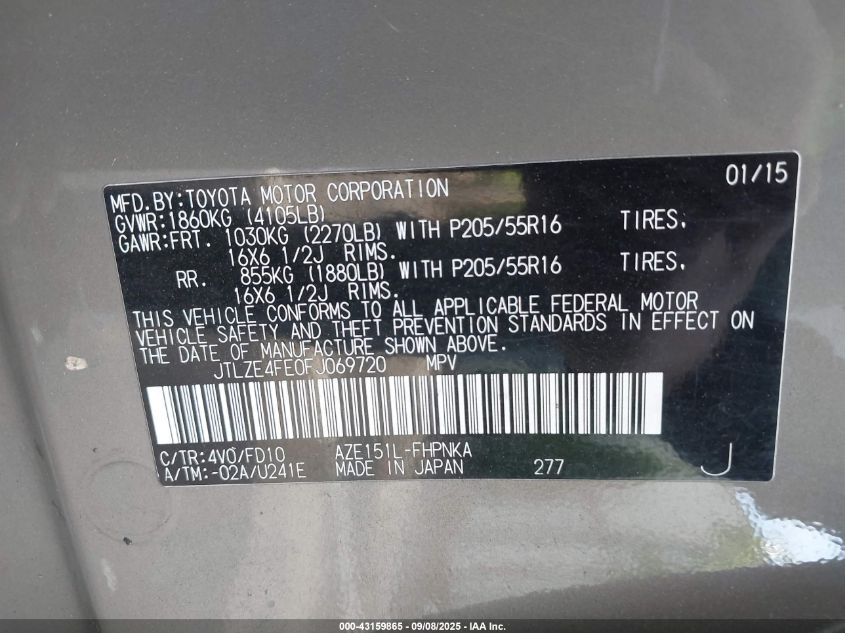 01/15
MFD.BY:TOYOTA MOTOR CORPORATION
GVWR:1860KG (4105LB)
GAWR:FRT. 1030KG (2270LB) WITH P205/55R16 TIRES.
16X6 1/2J RIMS.
RR. 855KG (1880LB) WITH P205/55R16 TIRES.
16X6 1/2J RIMS.
THIS VEHICLE CONFORMS TO ALL APPLICABLE FEDERAL MOTOR
VEHICLE SAFETY AND THEFT PREVENTION STANDARDS IN EFFECT ON
THE DATE OF MANUFACTURE SHOWN ABOVE.
JTLZE4FE0FJ069720 MPV
C/TR:4V0/FD10 AZE151L-FHPNKA
A/TM:-02A/U241E MADE IN JAPAN 277 J
000-43159865 - 09/08/2025 - IAA Inc.